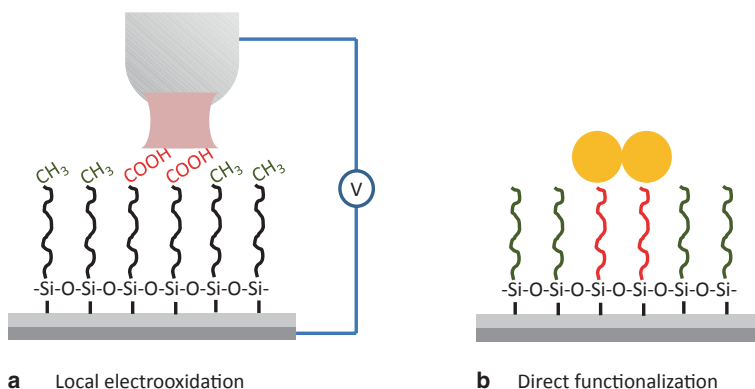 CH3 CH3 COOH COOH CH3 CH3
V
-Si-O-Si-O-Si-O-Si-O-Si-O-Si-
-Si-O-Si-O-Si-O-Si-O-Si-O-Si-
a Local electrooxidation
b Direct functionalization